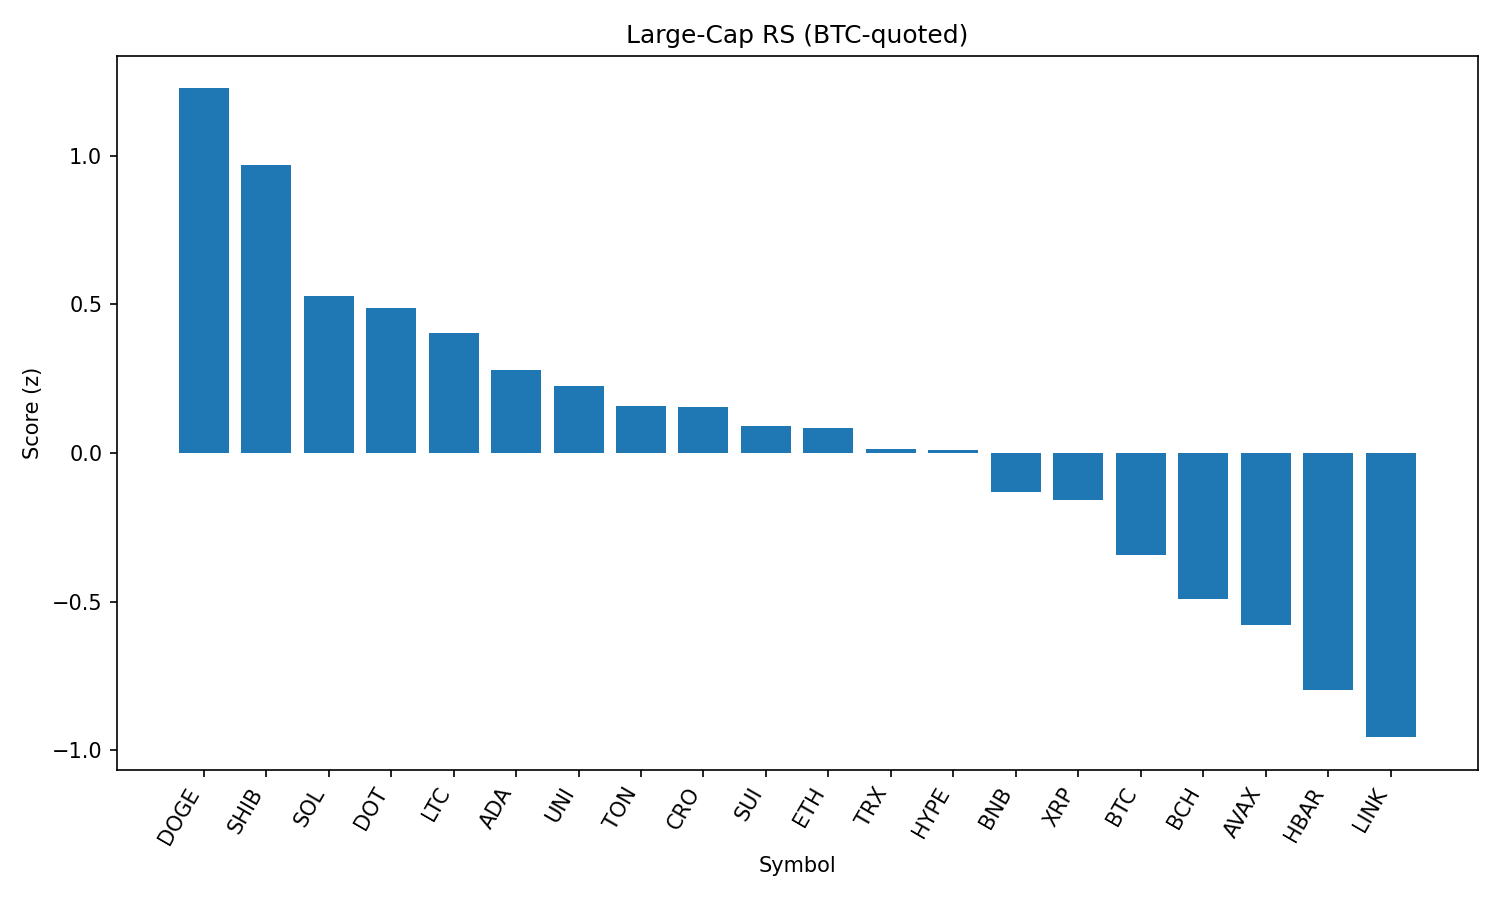 Large-Cap RS (BTC-quoted)
Score (z)
1.0
0.5
0.0
−0.5
−1.0
DOGE
SHIB
SOL
DOT
LTC
ADA
UNI
TON
CRO
SUI
ETH
TRX
HYPE
BNB
XRP
BTC
BCH
AVAX
HBAR
LINK
Symbol